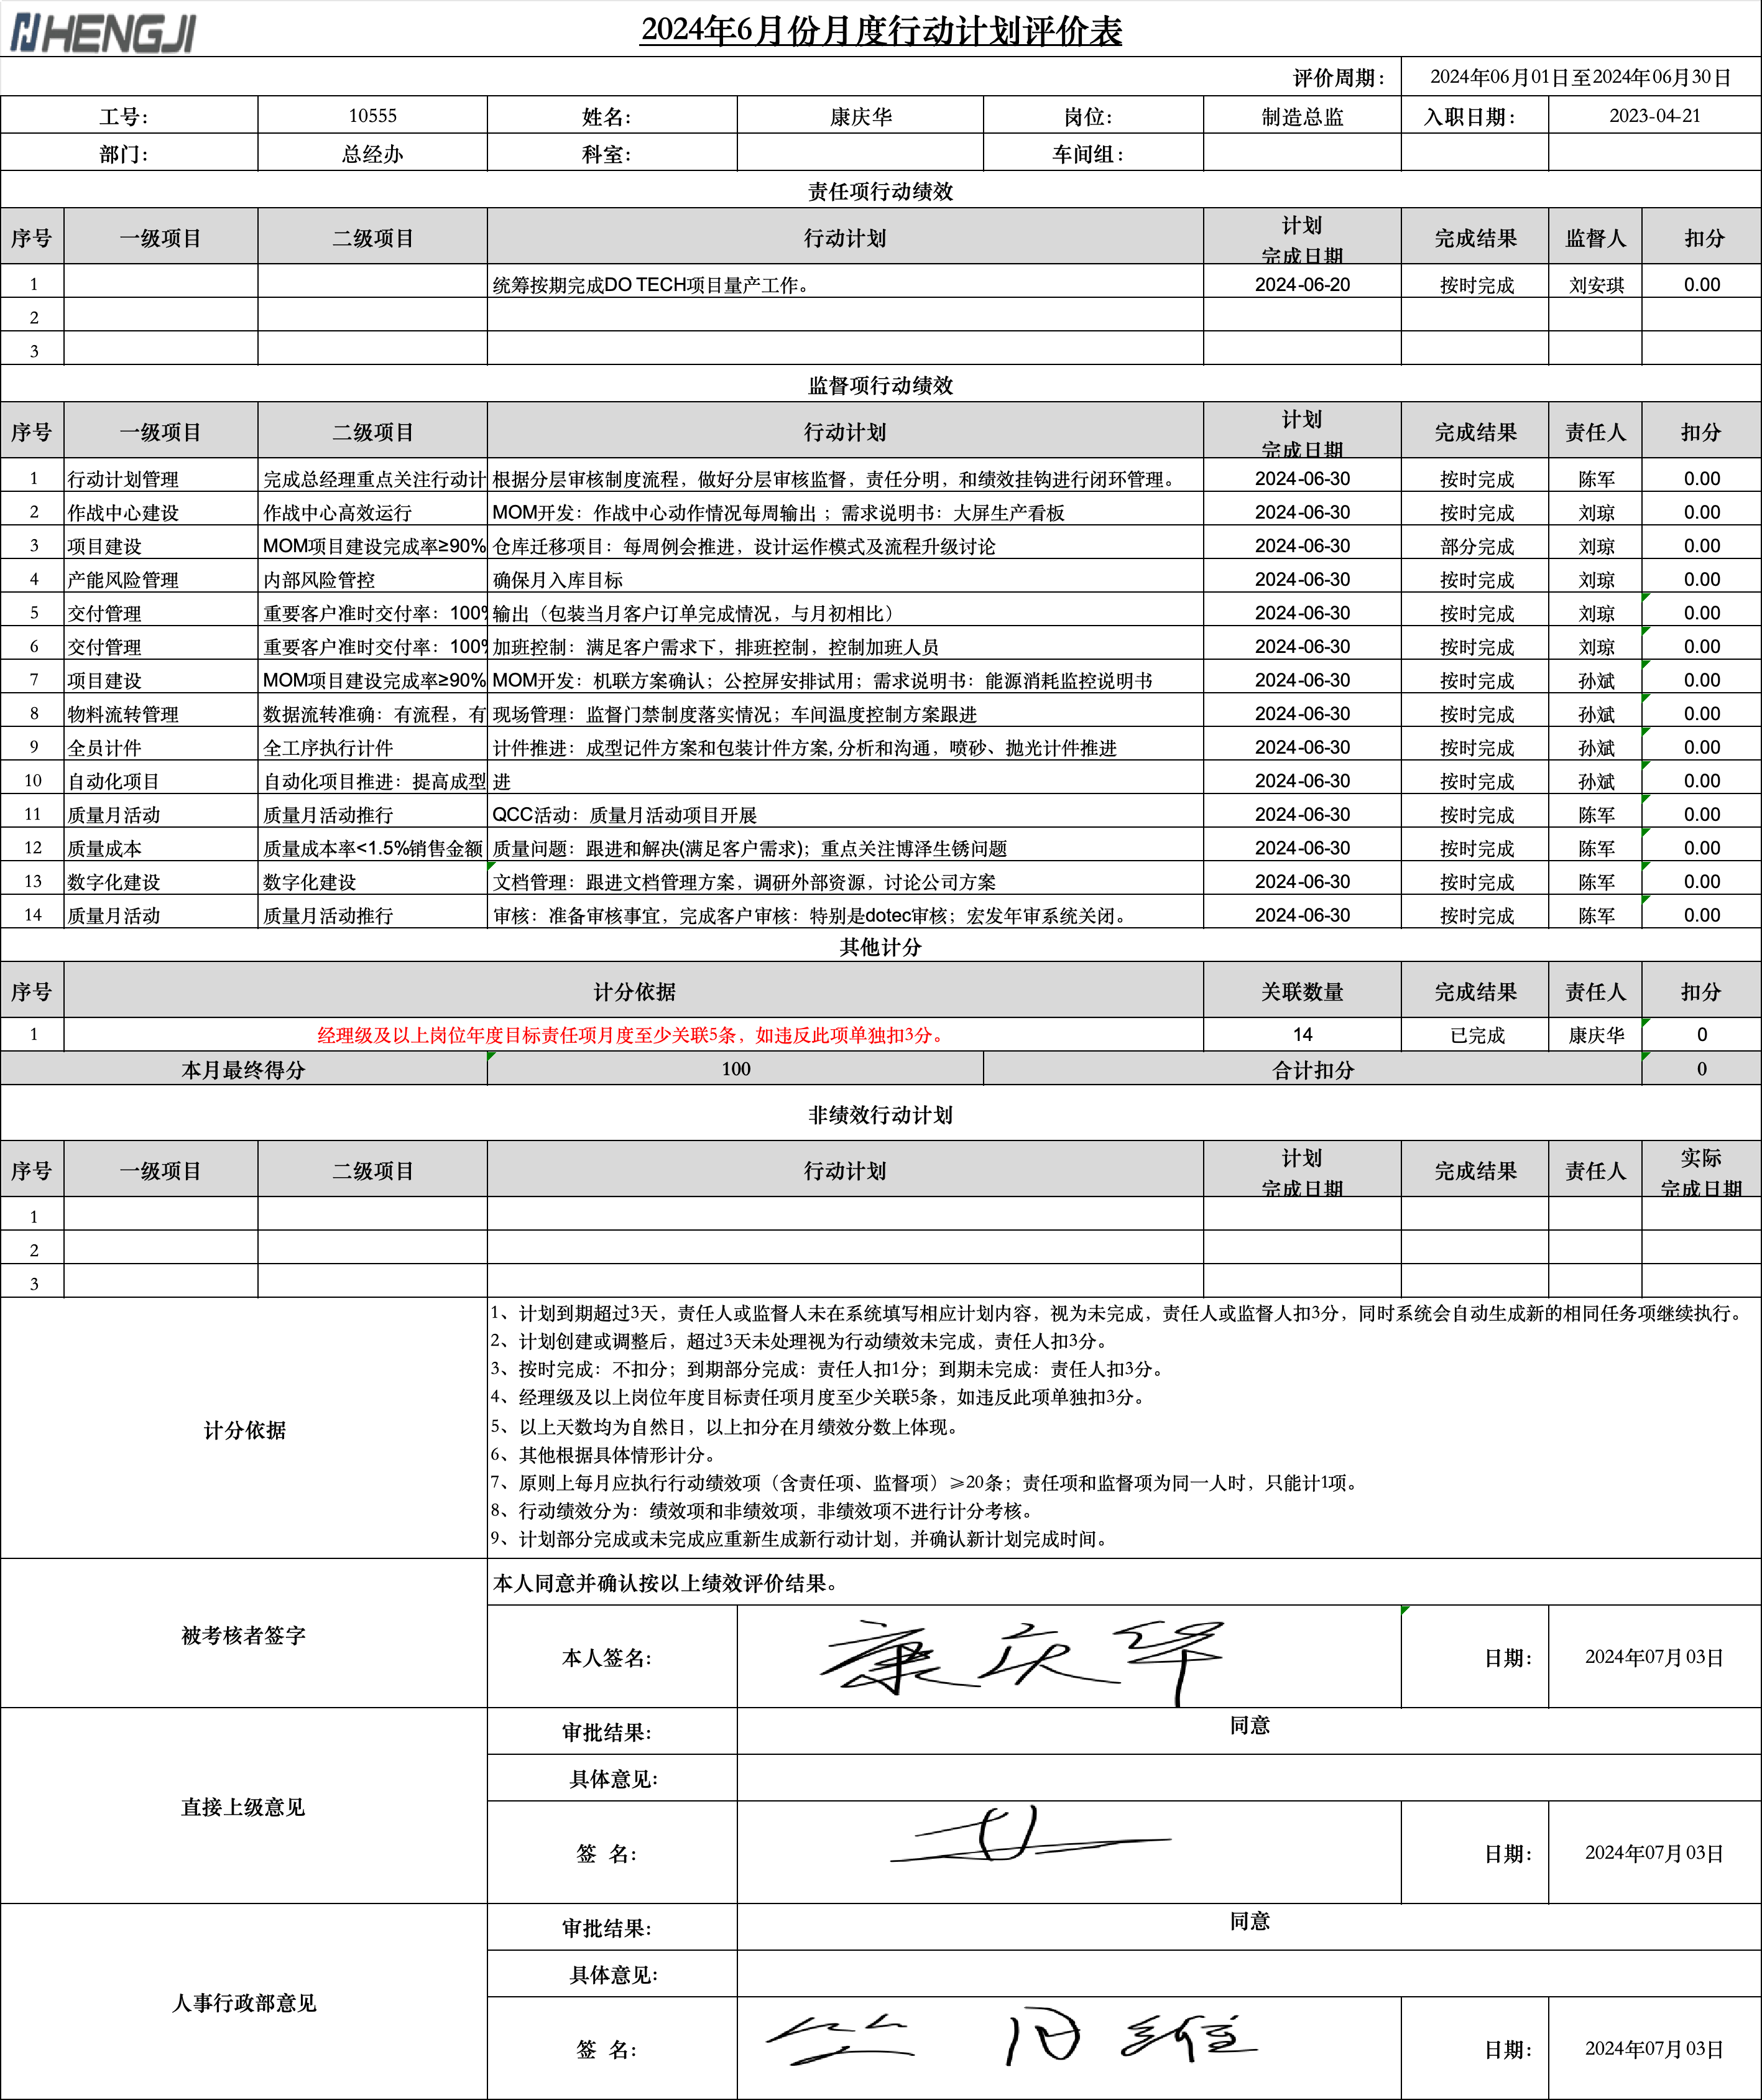 HENGJI
2024年6月份月度行动计划评价表
评价周期： 2024年06月01日至2024年06月30日
工号： 10555 姓名： 康庆华 岗位： 制造总监 入职日期： 2023-04-21
部门： 总经办 科室： 车间组：
责任项行动绩效
序号 一级项目 二级项目 行动计划 计划完成日期 完成结果 监督人 扣分
1 统筹按期完成DO TECH项目量产工作。 2024-06-20 按时完成 刘安琪 0.00
2
3
监督项行动绩效
序号 一级项目 二级项目 行动计划 计划完成日期 完成结果 责任人 扣分
1 行动计划管理 完成总经理重点关注行动计 根据分层审核制度流程，做好分层审核监督，责任分明，和绩效挂钩进行闭环管理。 2024-06-30 按时完成 陈军 0.00
2 作战中心建设 作战中心高效运行 MOM开发：作战中心动作情况每周输出 ；需求说明书：大屏生产看板 2024-06-30 按时完成 刘琼 0.00
3 项目建设 MOM项目建设完成率≥90% 仓库迁移项目：每周例会推进，设计运作模式及流程升级讨论 2024-06-30 部分完成 刘琼 0.00
4 产能风险管理 内部风险管控 确保月入库目标 2024-06-30 按时完成 刘琼 0.00
5 交付管理 重要客户准时交付率：100% 输出（包装当月客户订单完成情况，与月初相比） 2024-06-30 按时完成 刘琼 0.00
6 交付管理 重要客户准时交付率：100% 加班控制：满足客户需求下，排班控制，控制加班人员 2024-06-30 按时完成 刘琼 0.00
7 项目建设 MOM项目建设完成率≥90% MOM开发：机联方案确认；公控屏安排试用；需求说明书：能源消耗监控说明书 2024-06-30 按时完成 孙斌 0.00
8 物料流转管理 数据流转准确：有流程，有 现场管理：监督门禁制度落实情况；车间温度控制方案跟进 2024-06-30 按时完成 孙斌 0.00
9 全员计件 全工序执行计件 计件推进：成型记件方案和包装计件方案,分析和沟通，喷砂、抛光计件推进 2024-06-30 按时完成 孙斌 0.00
10 自动化项目 自动化项目推进：提高成型 进 2024-06-30 按时完成 孙斌 0.00
11 质量月活动 质量月活动推行 QCC活动：质量月活动项目开展 2024-06-30 按时完成 陈军 0.00
12 质量成本 质量成本率<1.5%销售金额 质量问题：跟进和解决(满足客户需求)；重点关注博泽生锈问题 2024-06-30 按时完成 陈军 0.00
13 数字化建设 数字化建设 文档管理：跟进文档管理方案，调研外部资源，讨论公司方案 2024-06-30 按时完成 陈军 0.00
14 质量月活动 质量月活动推行 审核：准备审核事宜，完成客户审核：特别是dotec审核；宏发年审系统关闭。 2024-06-30 按时完成 陈军 0.00
其他计分
序号 计分依据 关联数量 完成结果 责任人 扣分
1 经理级及以上岗位年度目标责任项月度至少关联5条，如违反此项单独扣3分。 14 已完成 康庆华 0
本月最终得分 100 合计扣分 0
非绩效行动计划
序号 一级项目 二级项目 行动计划 计划完成日期 完成结果 责任人 实际完成日期
1
2
3
计分依据
1、计划到期超过3天，责任人或监督人未在系统填写相应计划内容，视为未完成，责任人或监督人扣3分，同时系统会自动生成新的相同任务项继续执行。
2、计划创建或调整后，超过3天未处理视为行动绩效未完成，责任人扣3分。
3、按时完成：不扣分；到期部分完成：责任人扣1分；到期未完成：责任人扣3分。
4、经理级及以上岗位年度目标责任项月度至少关联5条，如违反此项单独扣3分。
5、以上天数均为自然日，以上扣分在月绩效分数上体现。
6、其他根据具体情形计分。
7、原则上每月应执行行动绩效项（含责任项、监督项）≥20条；责任项和监督项为同一人时，只能计1项。
8、行动绩效分为：绩效项和非绩效项，非绩效项不进行计分考核。
9、计划部分完成或未完成应重新生成新行动计划，并确认新计划完成时间。
被考核者签字
本人同意并确认按以上绩效评价结果。
本人签名： 康庆华 日期： 2024年07月03日
直接上级意见
审批结果： 同意
具体意见：
签 名： 日期： 2024年07月03日
人事行政部意见
审批结果： 同意
具体意见：
签 名： 日期： 2024年07月03日